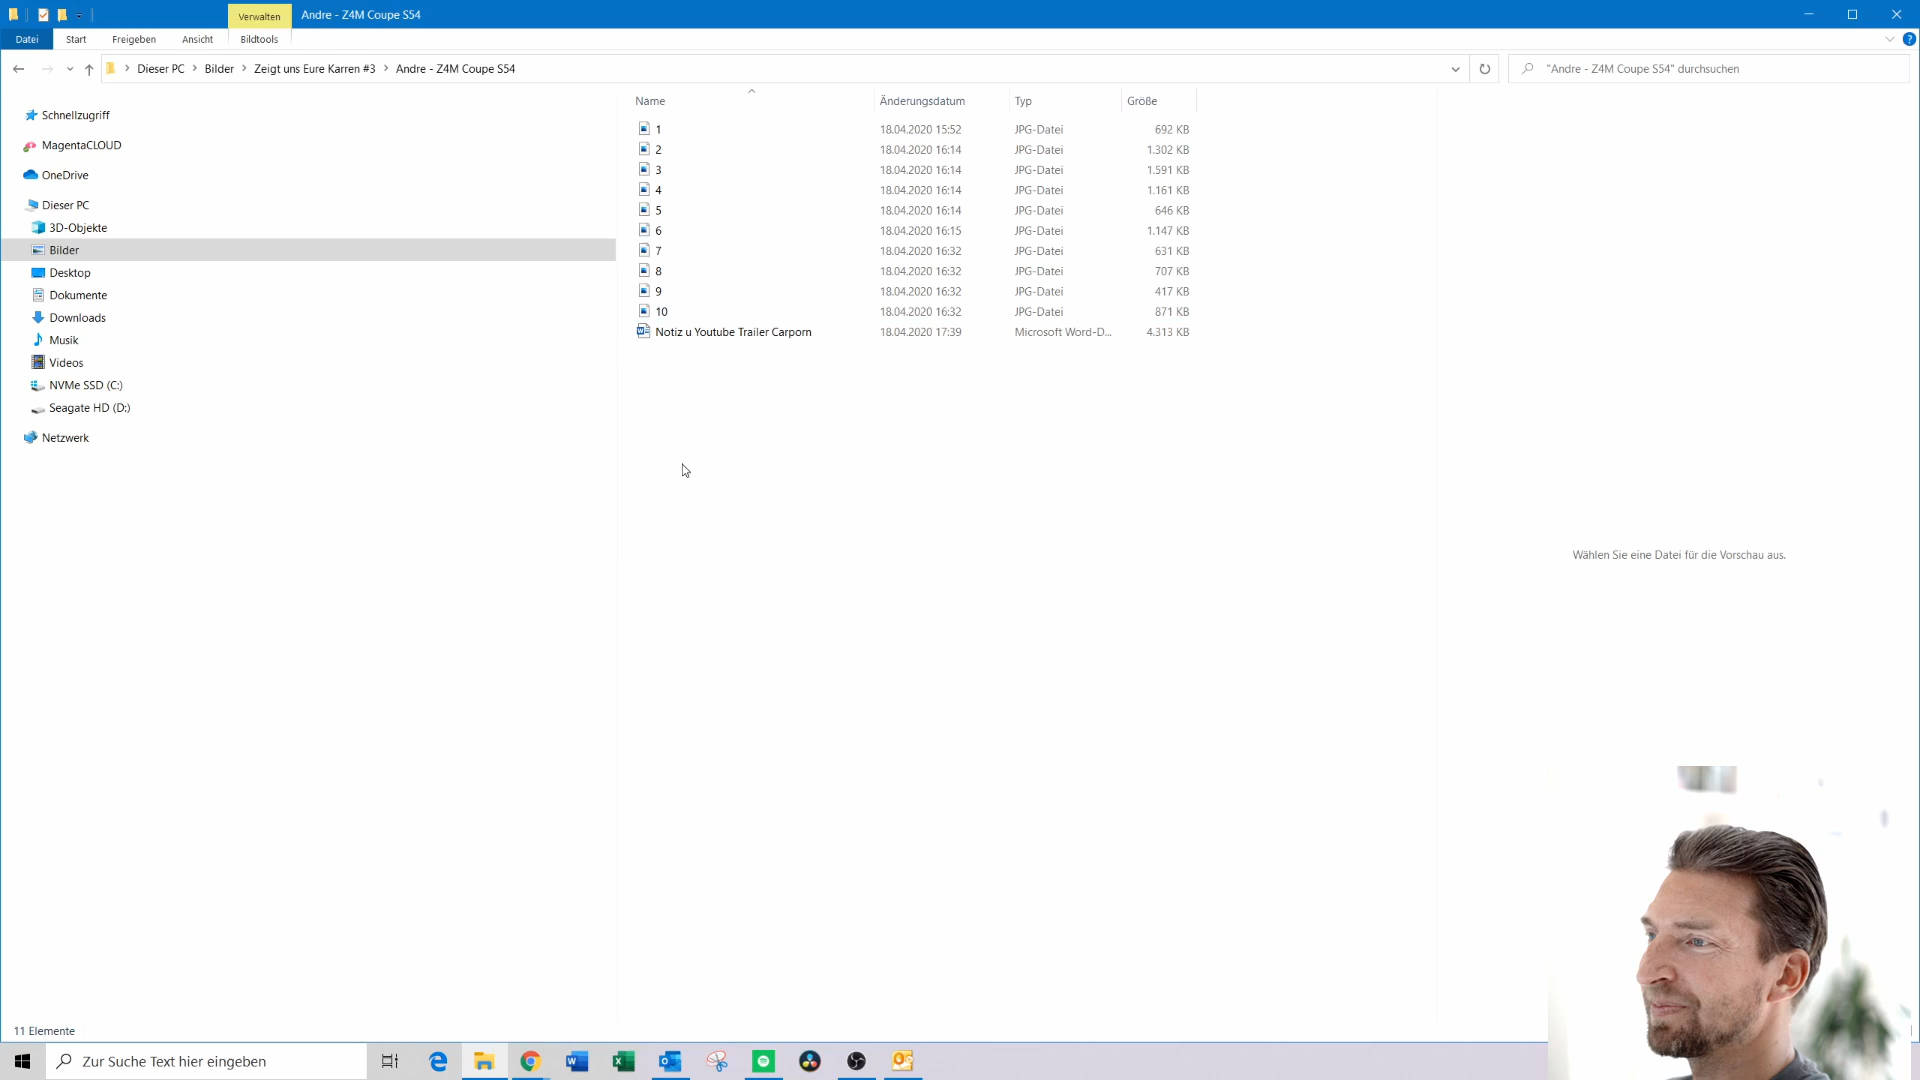 Verwalten
Andre - Z4M Coupe S54
Datei Start Freigeben Ansicht Bildtools
Dieser PC Bilder Zeigt uns Eure Karren #3 Andre - Z4M Coupe S54
"Andre - Z4M Coupe S54" durchsuchen
Schnellzugriff
MagentaCLOUD
OneDrive
Dieser PC
3D-Objekte
Bilder
Desktop
Dokumente
Downloads
Musik
Videos
NVMe SSD (C:)
Seagate HD (D:)
Netzwerk
Name Änderungsdatum Typ Größe
1 18.04.2020 15:52 JPG-Datei 692 KB
2 18.04.2020 16:14 JPG-Datei 1.302 KB
3 18.04.2020 16:14 JPG-Datei 1.591 KB
4 18.04.2020 16:14 JPG-Datei 1.161 KB
5 18.04.2020 16:14 JPG-Datei 646 KB
6 18.04.2020 16:15 JPG-Datei 1.147 KB
7 18.04.2020 16:32 JPG-Datei 631 KB
8 18.04.2020 16:32 JPG-Datei 707 KB
9 18.04.2020 16:32 JPG-Datei 417 KB
10 18.04.2020 16:32 JPG-Datei 871 KB
Notiz u Youtube Trailer Carporn 18.04.2020 17:39 Microsoft Word-D... 4.313 KB
Wählen Sie eine Datei für die Vorschau aus.
11 Elemente
Zur Suche Text hier eingeben